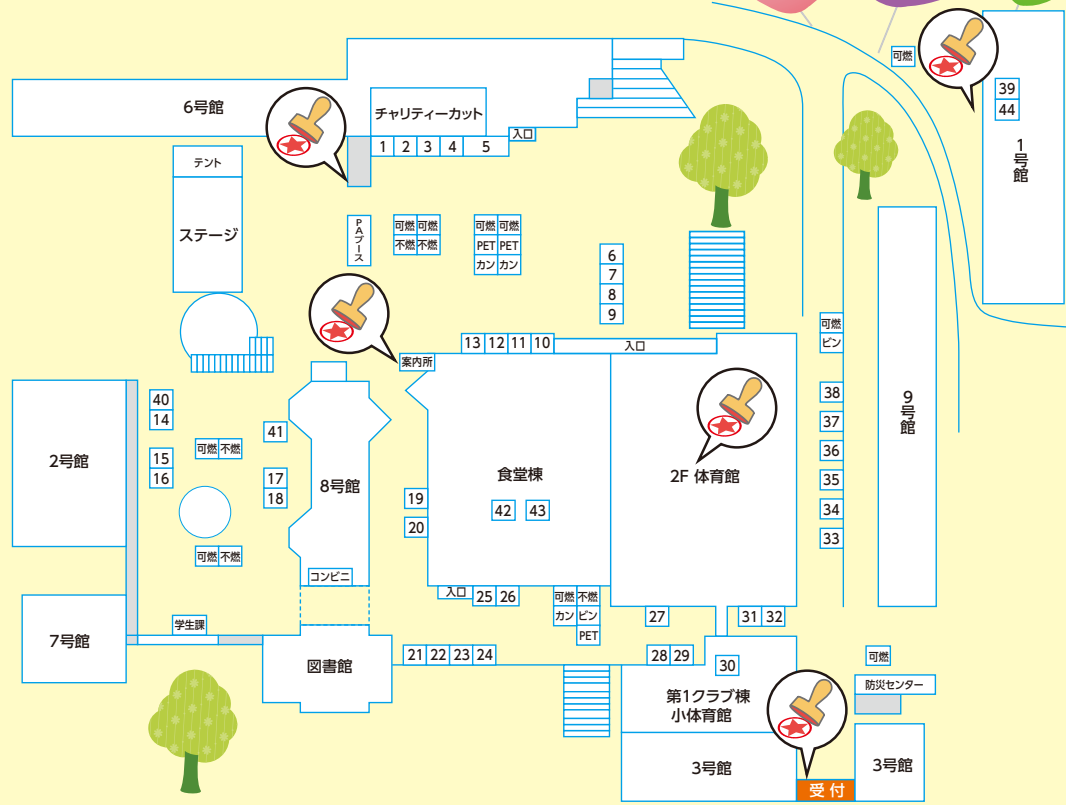 可燃
39
44
1号館
6号館
チャリティーカット
入口
1 2 3 4 5
テント
ステージ
PAブース
可燃 可燃
不燃 不燃
可燃 可燃
PET PET
カン カン
6
7
8
9
可燃
ビン
13 12 11 10
入口
案内所
40
14
15
16
可燃 不燃
41
17
18
2号館
8号館
食堂棟
42 43
19
20
2F 体育館
38
37
36
35
34
33
9号館
可燃 不燃
コンビニ
入口
25 26
可燃 不燃
カン ビン
PET
27
31 32
7号館
学生課
図書館
21 22 23 24
28 29
30
第1クラブ棟
小体育館
可燃
防災センター
3号館
3号館
受付